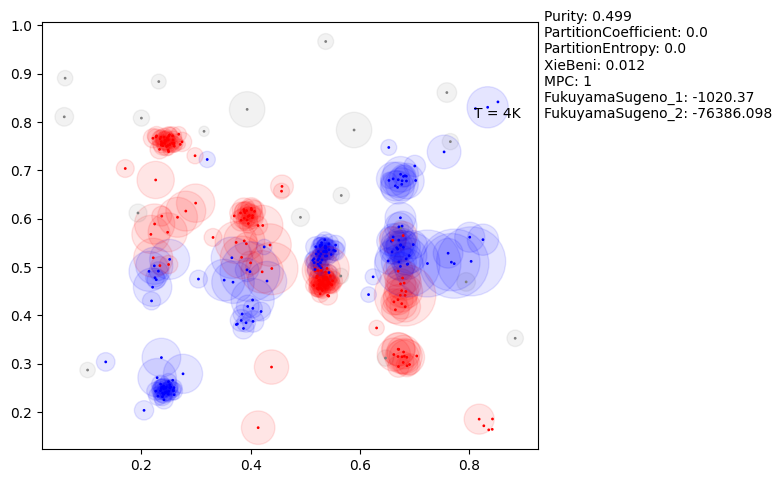 Purity: 0.499
PartitionCoefficient: 0.0
PartitionEntropy: 0.0
XieBeni: 0.012
MPC: 1
FukuyamaSugeno_1: -1020.37
FukuyamaSugeno_2: -76386.098
T = 4K
1.0
0.9
0.8
0.7
0.6
0.5
0.4
0.3
0.2
0.2 0.4 0.6 0.8